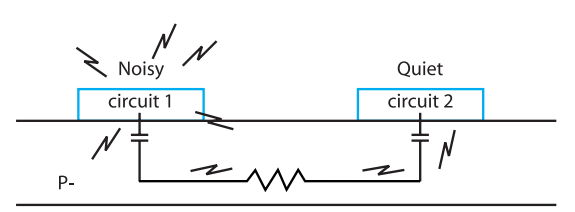 Noisy
Quiet
circuit 1
circuit 2
P-